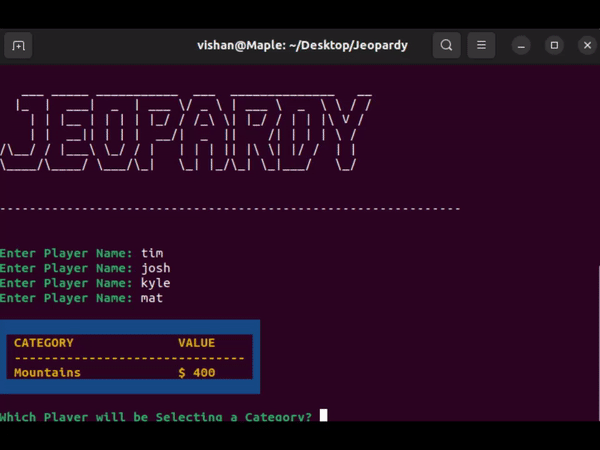 vishan@Maple: ~/Desktop/Jeopardy
JEOPARDY
----------------------------------------------------------------
Enter Player Name: tim
Enter Player Name: josh
Enter Player Name: kyle
Enter Player Name: mat
CATEGORY VALUE
-------------------------------
Mountains $ 400
Which Player will be Selecting a Category?